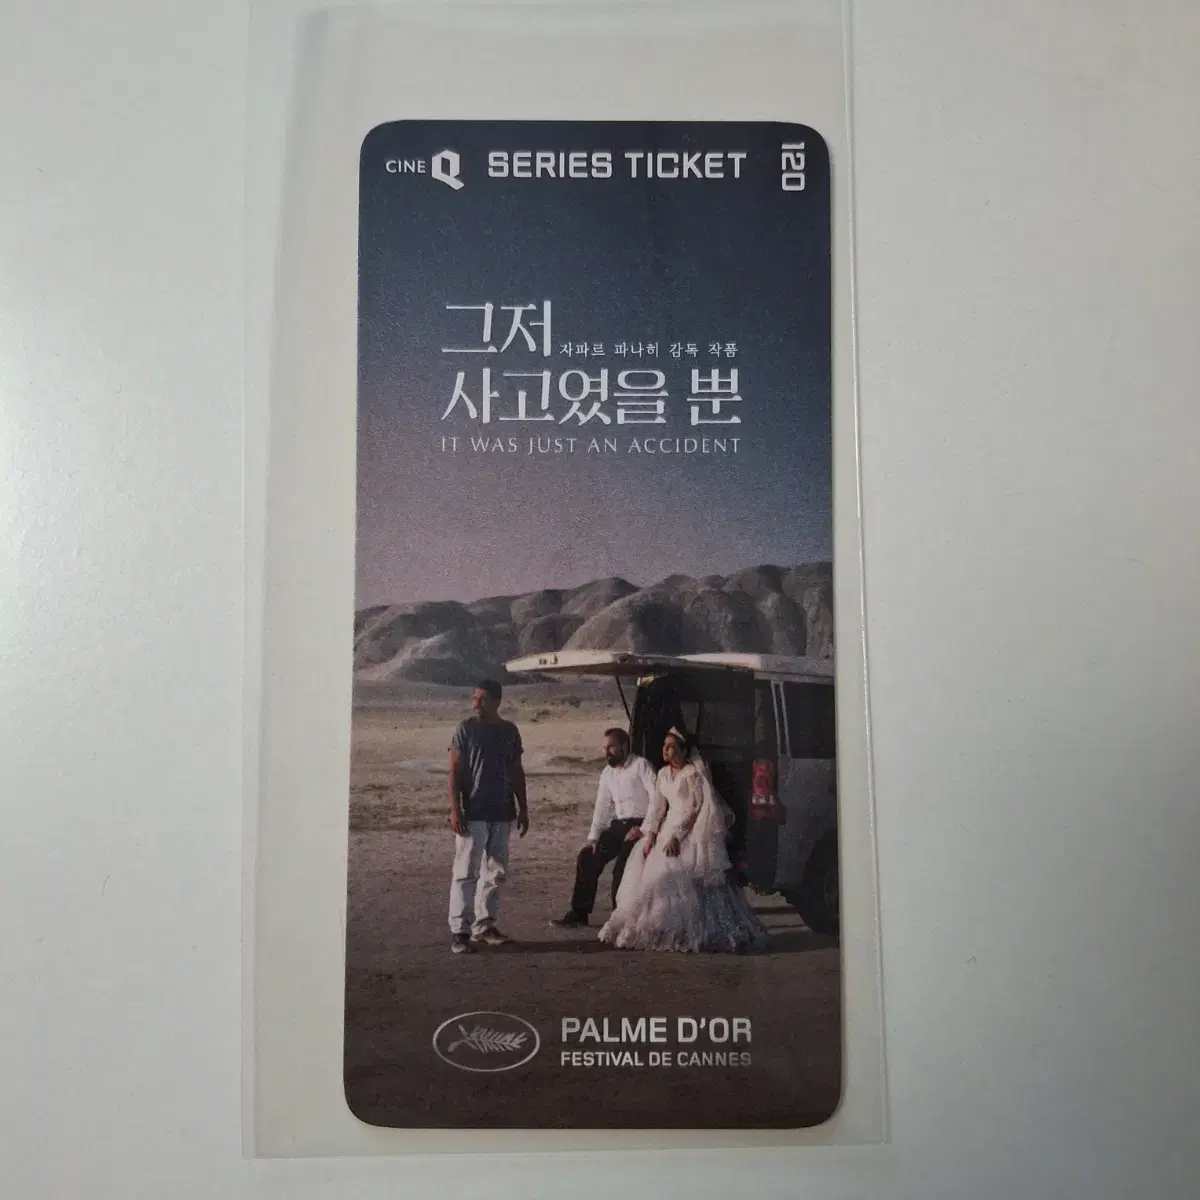 CINE Q SERIES TICKET 120
그저
자파르 파나히 감독 작품
사고였을 뿐
IT WAS JUST AN ACCIDENT
PALME D'OR
FESTIVAL DE CANNES